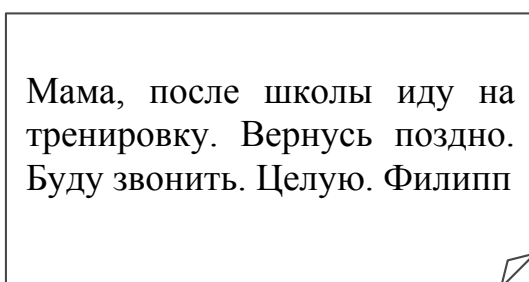 Мама, после школы иду на
тренировку. Вернусь поздно.
Буду звонить. Целую. Филипп